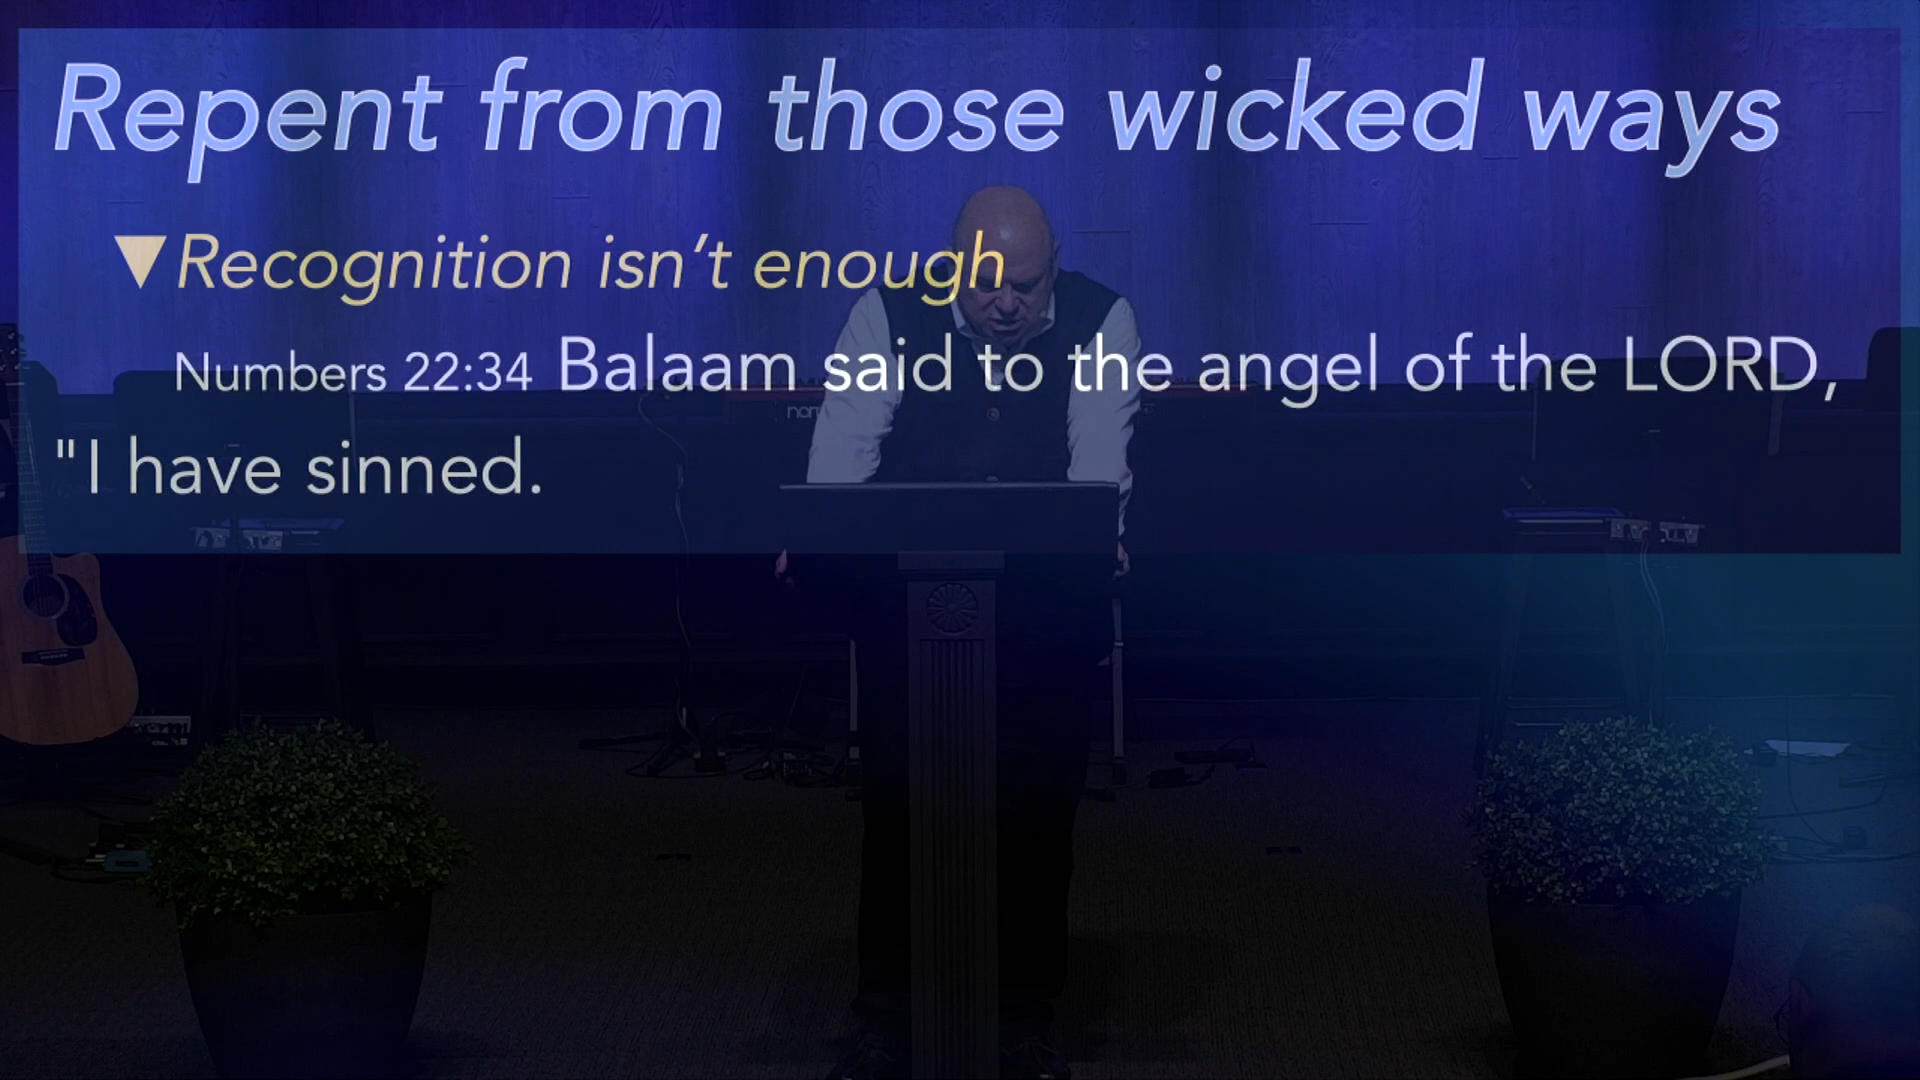 Repent from those wicked ways
▼Recognition isn't enough
Numbers 22:34 Balaam said to the angel of the LORD,
"I have sinned.